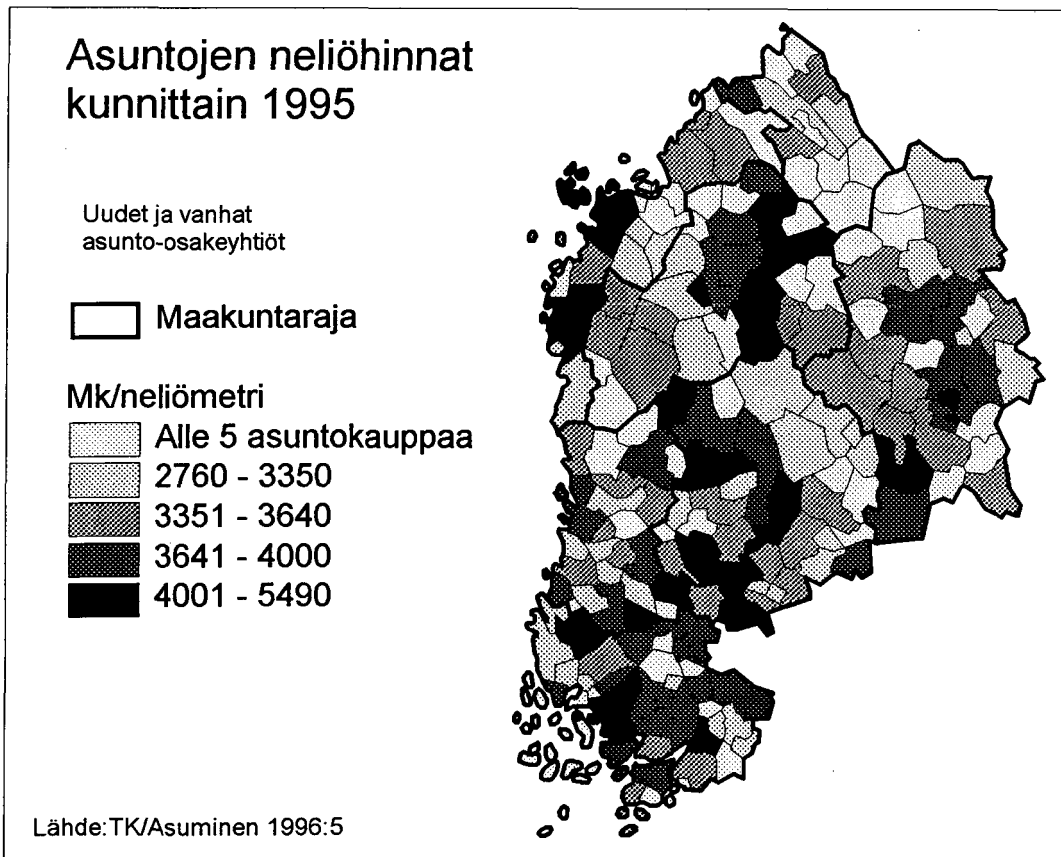 Asuntojen neliöhinnat
kunnittain 1995
Uudet ja vanhat
asunto-osakeyhtiöt
Maakuntaraja
Mk/neliömetri
Alle 5 asuntokauppaa
2760 - 3350
3351 - 3640
3641 - 4000
4001 - 5490
Lähde:TK/Asuminen 1996:5